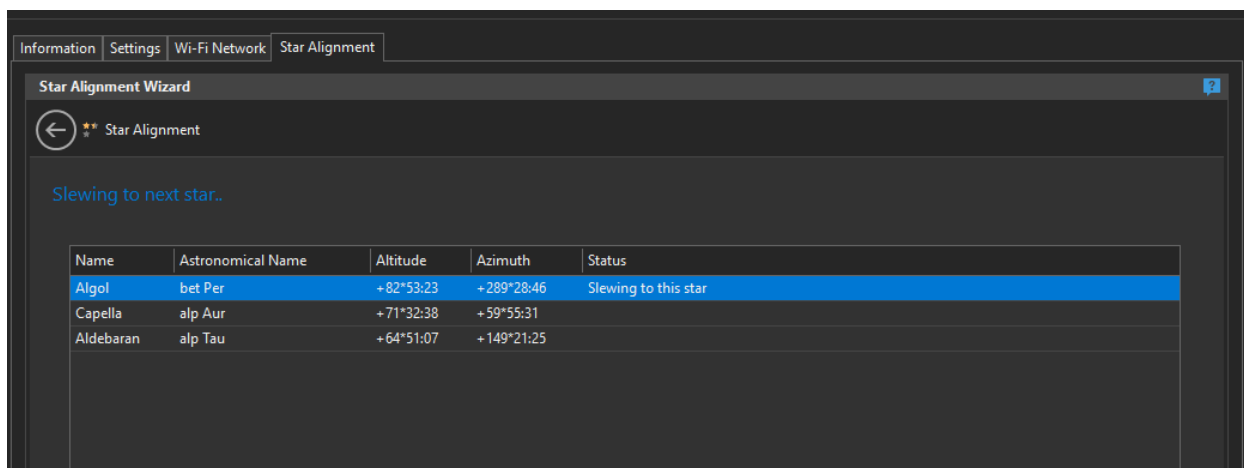 Information Settings Wi-Fi Network Star Alignment
Star Alignment Wizard ?
Star Alignment
Slewing to next star..
Name Astronomical Name Altitude Azimuth Status
Algol bet Per +82*53:23 +289*28:46 Slewing to this star
Capella alp Aur +71*32:38 +59*55:31
Aldebaran alp Tau +64*51:07 +149*21:25